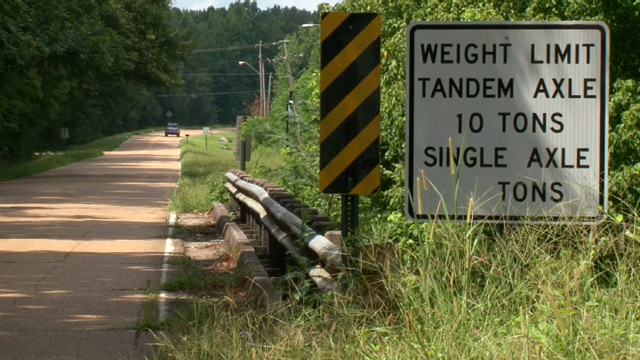 WEIGHT LIMIT
TANDEM AXLE
10 TONS
SINGLE AXLE
TONS